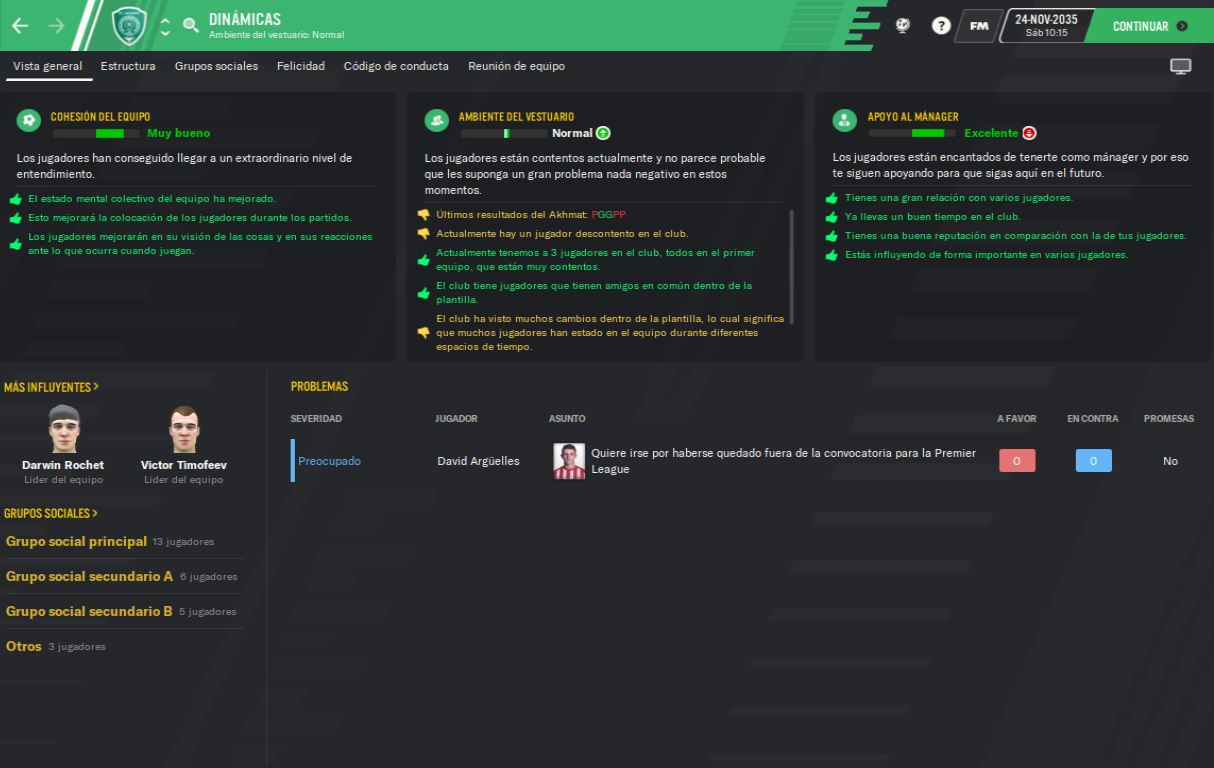 DINÁMICAS
Ambiente del vestuario: Normal
?
FM
24-NOV-2035
Sáb 10:15
CONTINUAR
Vista general
Estructura
Grupos sociales
Felicidad
Código de conducta
Reunión de equipo
COHESIÓN DEL EQUIPO
Muy bueno
Los jugadores han conseguido llegar a un extraordinario nivel de
entendimiento.
El estado mental colectivo del equipo ha mejorado.
Esto mejorará la colocación de los jugadores durante los partidos.
Los jugadores mejorarán en su visión de las cosas y en sus reacciones
ante lo que ocurra cuando juegan.
AMBIENTE DEL VESTUARIO
Normal
Los jugadores están contentos actualmente y no parece probable
que les suponga un gran problema nada negativo en estos
momentos.
Últimos resultados del Akhmat: PGGPP
Actualmente hay un jugador descontento en el club.
Actualmente tenemos a 3 jugadores en el club, todos en el primer
equipo, que están muy contentos.
El club tiene jugadores que tienen amigos en común dentro de la
plantilla.
El club ha visto muchos cambios dentro de la plantilla, lo cual significa
que muchos jugadores han estado en el equipo durante diferentes
espacios de tiempo.
APOYO AL MÁNAGER
Excelente
Los jugadores están encantados de tenerte como mánager y por eso
te siguen apoyando para que sigas aquí en el futuro.
Tienes una gran relación con varios jugadores.
Ya llevas un buen tiempo en el club.
Tienes una buena reputación en comparación con la de tus jugadores.
Estás influyendo de forma importante en varios jugadores.
MÁS INFLUYENTES >
Darwin Rochet
Líder del equipo
Victor Timofeev
Líder del equipo
GRUPOS SOCIALES >
Grupo social principal 13 jugadores
Grupo social secundario A 6 jugadores
Grupo social secundario B 5 jugadores
Otros 3 jugadores
PROBLEMAS
SEVERIDAD JUGADOR ASUNTO A FAVOR EN CONTRA PROMESAS
Preocupado David Argüelles Quiere irse por haberse quedado fuera de la convocatoria para la Premier
League 0 0 No